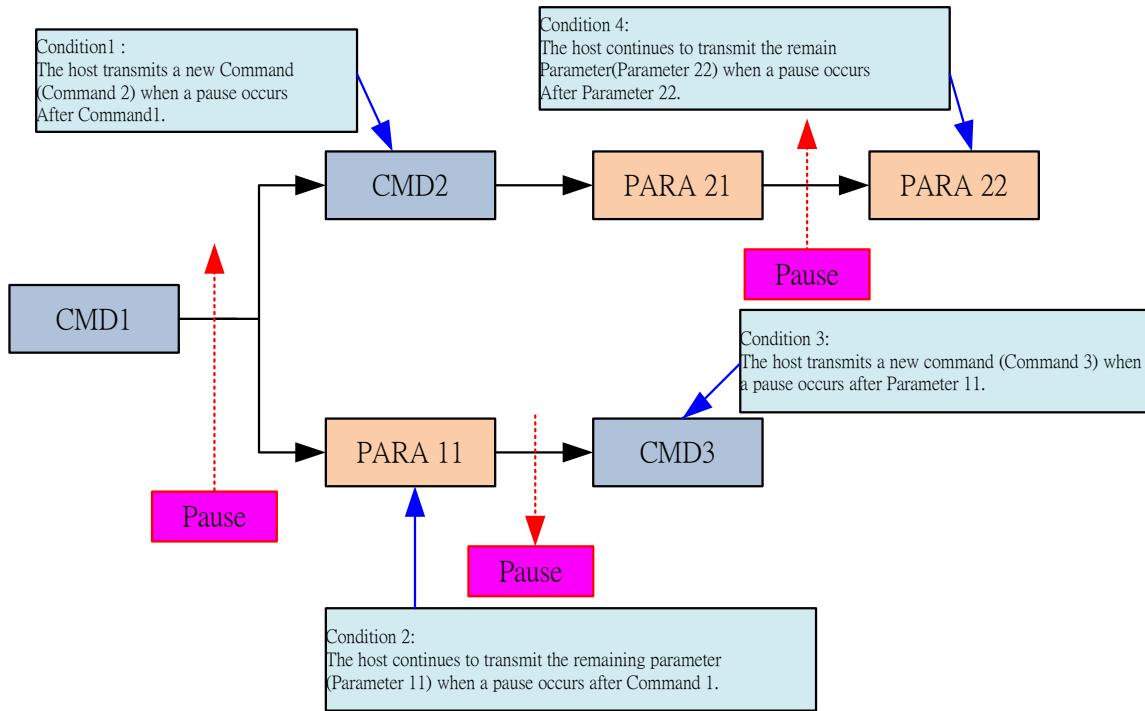 Condition1 :
The host transmits a new Command
(Command 2) when a pause occurs
After Command1.
Condition 4:
The host continues to transmit the remain
Parameter(Parameter 22) when a pause occurs
After Parameter 22.
CMD2
PARA 21
PARA 22
Pause
CMD1
Condition 3:
The host transmits a new command (Command 3) when
a pause occurs after Parameter 11.
PARA 11
CMD3
Pause
Pause
Condition 2:
The host continues to transmit the remaining parameter
(Parameter 11) when a pause occurs after Command 1.